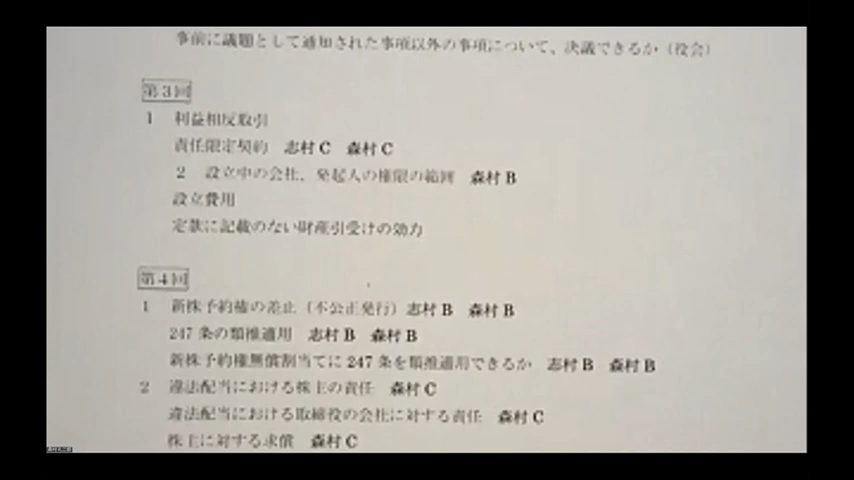 事前に議題として通知された事項以外の事項について、決議できるか（役会）
第3回
1 利益相反取引
責任限定契約 志村C 森村C
2 設立中の会社、発起人の権限の範囲 森村B
設立費用
定款に記載のない財産引受けの効力
第4回
1 新株予約権の差止（不公正発行）志村B 森村B
247条の類推適用 志村B 森村B
新株予約権無償割当てに247条を類推適用できるか 志村B 森村B
2 違法配当における株主の責任 森村C
違法配当における取締役の会社に対する責任 森村C
株主に対する求償 森村C